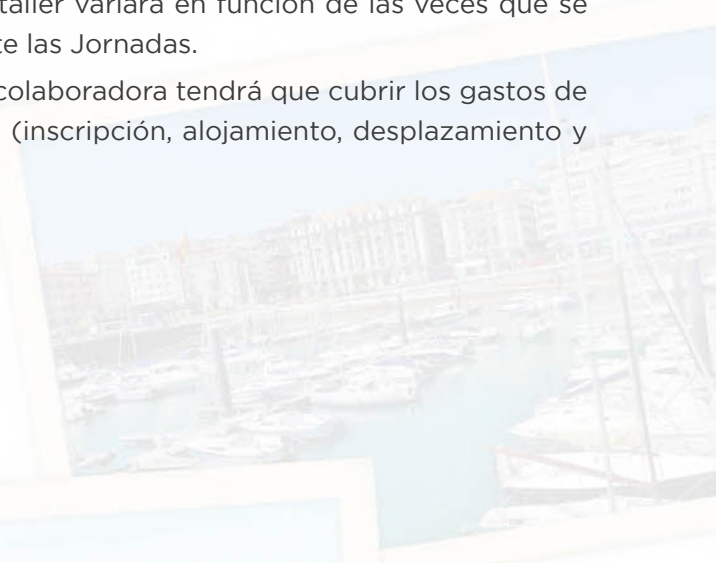 taller variará en función de las veces que se
te las Jornadas.
colaboradora tendrá que cubrir los gastos de
(inscripción, alojamiento, desplazamiento y